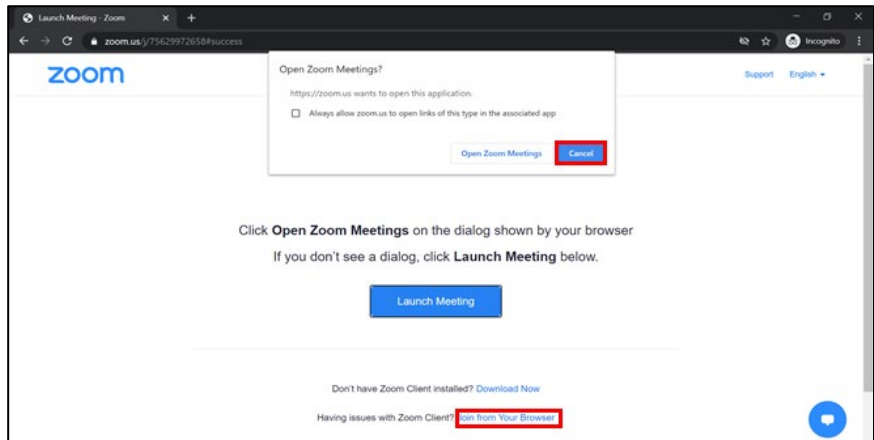 Launch Meeting - Zoom
zoom.us/j/75629972658#success
Incognito
zoom
Support English
Open Zoom Meetings?
https://zoom.us wants to open this application.
Always allow zoom.us to open links of this type in the associated app
Open Zoom Meetings Cancel
Click Open Zoom Meetings on the dialog shown by your browser
If you don't see a dialog, click Launch Meeting below.
Launch Meeting
Don't have Zoom Client installed? Download Now
Having issues with Zoom Client? Join from Your Browser